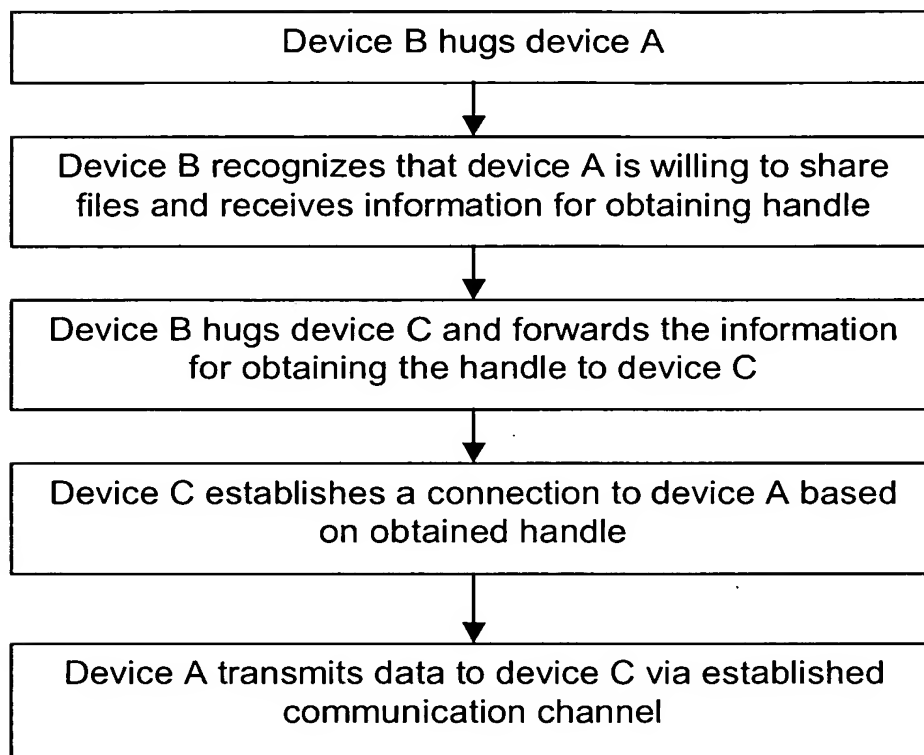 Device B hugs device A
Device B recognizes that device A is willing to share
files and receives information for obtaining handle
Device B hugs device C and forwards the information
for obtaining the handle to device C
Device C establishes a connection to device A based
on obtained handle
Device A transmits data to device C via established
communication channel